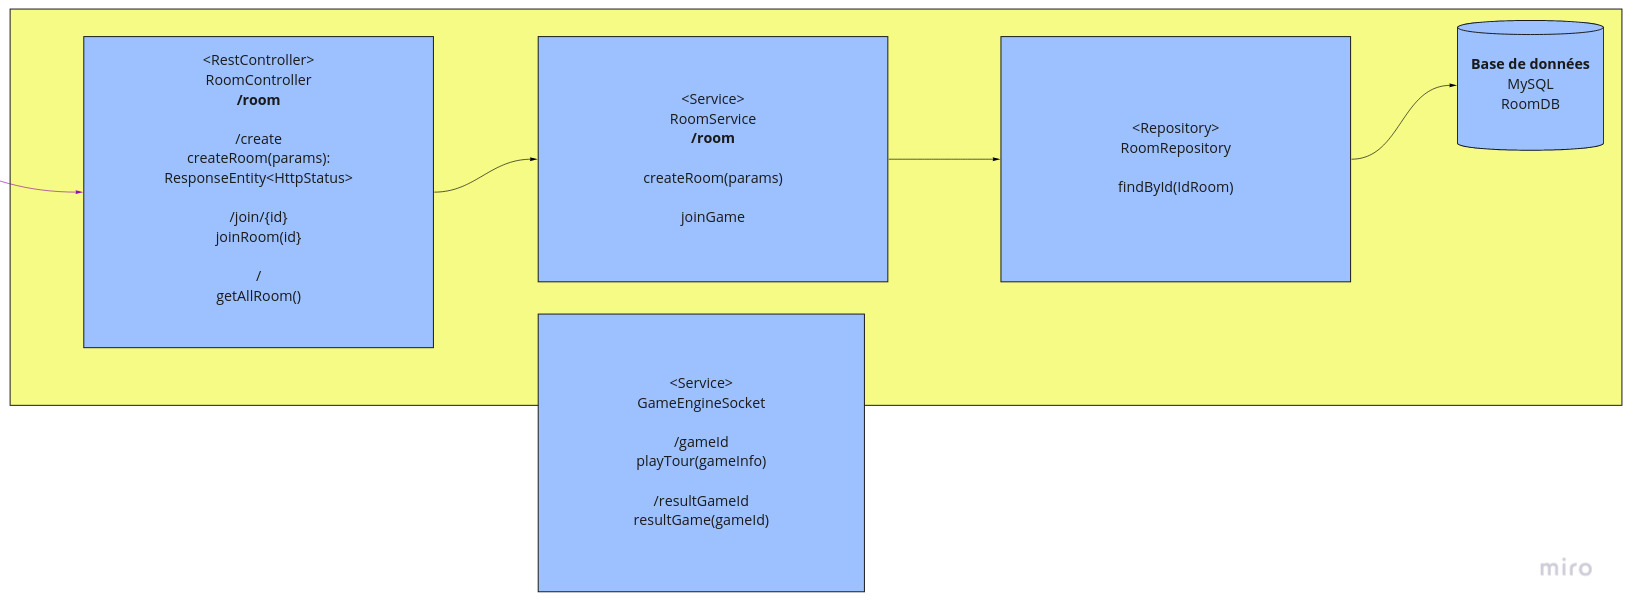 <RestController>
RoomController
/room
/create
createRoom(params):
ResponseEntity<HttpStatus>
/join/{id}
joinRoom(id}
/
getAllRoom()
<Service>
RoomService
/room
createRoom(params)
joinGame
<Repository>
RoomRepository
findById(IdRoom)
Base de données
MySQL
RoomDB
<Service>
GameEngineSocket
/gameId
playTour(gameInfo)
/resultGameId
resultGame(gameId)
miro